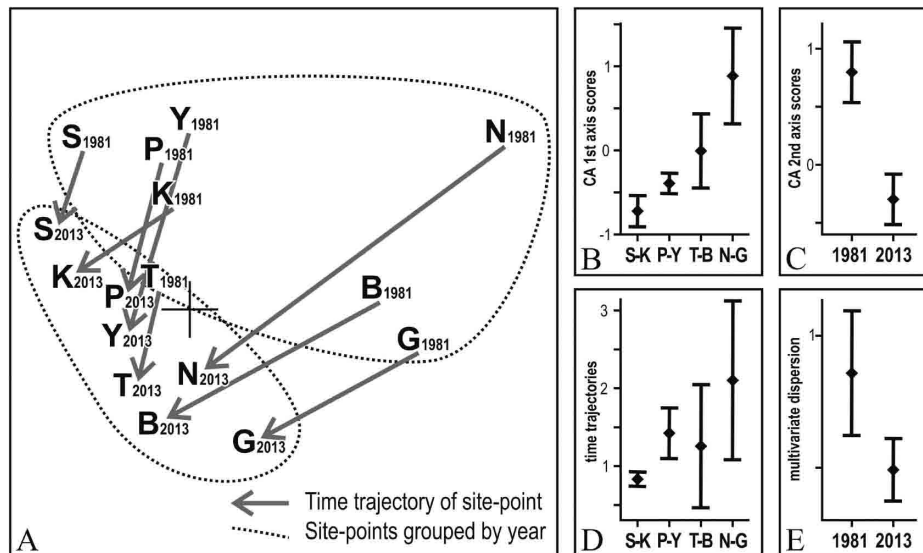 Y1981
S1981
P1981
N1981
K1981
S2013
K2013
T1981
P2013
B1981
Y2013
G1981
T2013
N2013
B2013
G2013
Time trajectory of site-point
Site-points grouped by year
A
CA 1st axis scores
1
0
-1
S-K P-Y T-B N-G
B
CA 2nd axis scores
1
0
1981 2013
C
time trajectories
3
2
1
S-K P-Y T-B N-G
D
multivariate dispersion
1
1981 2013
E